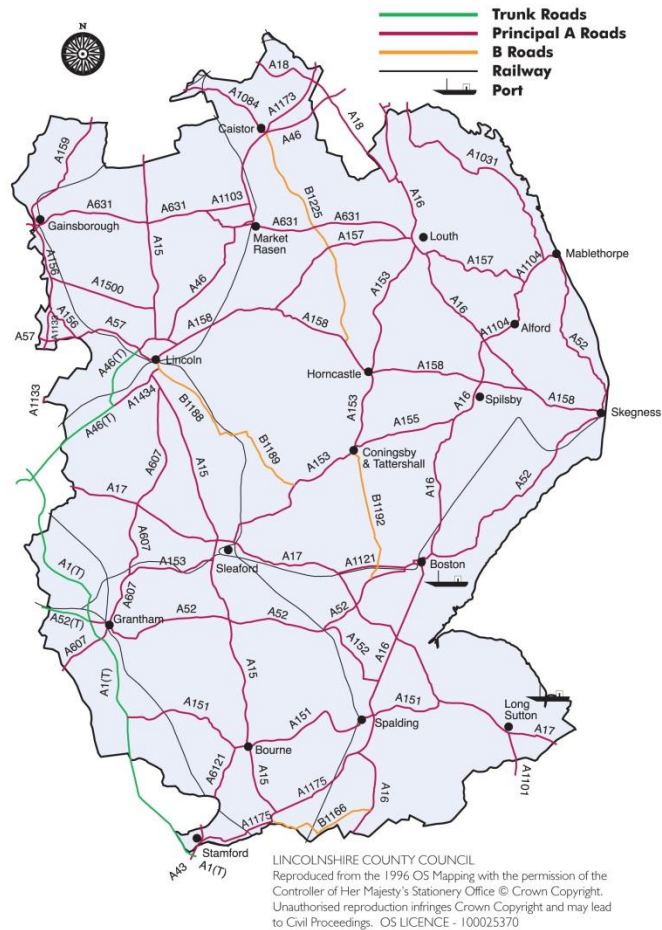 Trunk Roads
Principal A Roads
B Roads
Railway
Port
A18
A1084
A1173
Caistor
A46
A18
A159
A1031
A631
A631
A1103
B1225
A16
Gainsborough
Market
Rasen
A631
A631
A157
Louth
A15
A156
A1500
A46
A157
A1104
Mablethorpe
A153
A16
A57
A1133
A156
A57
A158
A158
A1104
Alford
A52
A46(T)
Lincoln
Horncastle
A158
A1133
A1434
A46(T)
B1188
A153
A16
Spilsby
A158
Skegness
A155
A607
A15
B1189
A153
Coningsby
& Tattershall
A17
B1192
A16
A52
A607
A153
Sleaford
A17
A1121
Boston
A1(T)
A607
A52(T)
Grantham
A52
A52
A52
A607
A1(T)
A152
A16
A15
A151
A151
Spalding
A151
Long
Sutton
A17
Bourne
A6121
A15
A1175
A16
A1101
A1175
B1166
Stamford
A43
A1(T)
LINCOLNSHIRE COUNTY COUNCIL
Reproduced from the 1996 OS Mapping with the permission of the
Controller of Her Majesty's Stationery Office © Crown Copyright.
Unauthorised reproduction infringes Crown Copyright and may lead
to Civil Proceedings. OS LICENCE - 100025370